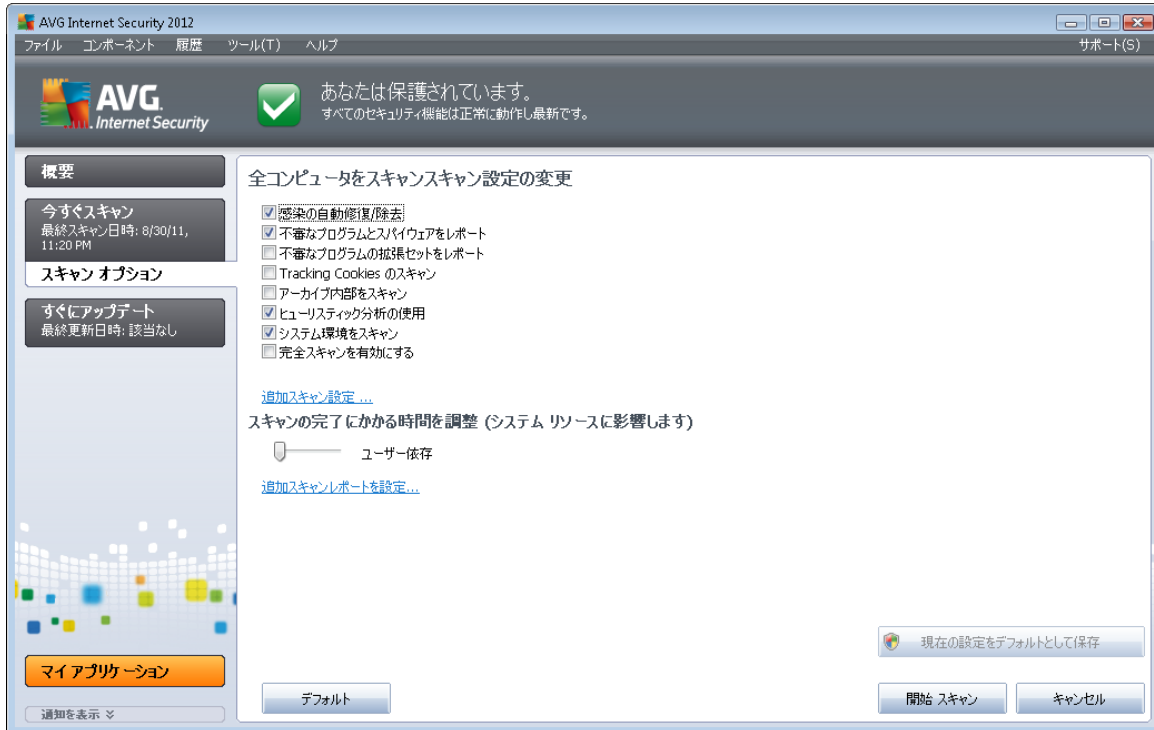 AVG Internet Security 2012
ファイル コンポーネント 履歴 ツール(T) ヘルプ サポート(S)
AVG.
Internet Security
あなたは保護されています。
すべてのセキュリティ機能は正常に動作し最新です。
概要
今すぐスキャン
最終スキャン日時: 8/30/11,
11:20 PM
スキャン オプション
すぐにアップデート
最終更新日時: 該当なし
全コンピュータをスキャンスキャン設定の変更
感染の自動修復/除去
不審なプログラムとスパイウェアをレポート
不審なプログラムの拡張セットをレポート
Tracking Cookies のスキャン
アーカイブ内部をスキャン
ヒューリスティック分析の使用
システム環境をスキャン
完全スキャンを有効にする
追加スキャン設定 ...
スキャンの完了にかかる時間を調整 (システム リソースに影響します)
ユーザー依存
追加スキャンレポートを設定...
現在の設定をデフォルトとして保存
マイ アプリケーション
通知を表示
デフォルト
開始 スキャン
キャンセル